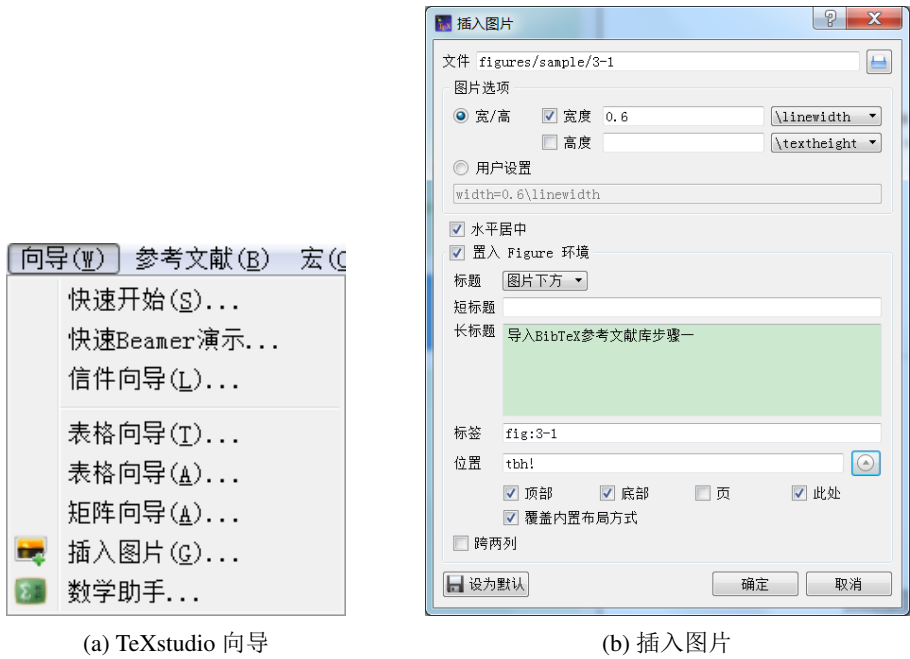 向导(W) 参考文献(B) 宏(
快速开始(S)...
快速Beamer演示...
信件向导(L)...
表格向导(T)...
表格向导(A)...
矩阵向导(A)...
插入图片(G)...
数学助手...
(a) TeXstudio 向导
插入图片
文件 figures/sample/3-1
图片选项
宽/高 宽度 0.6 \linewidth
高度 \textheight
用户设置
width=0.6\linewidth
水平居中
置入 Figure 环境
标题 图片下方
短标题
长标题 导入BibTeX参考文献库步骤一
标签 fig:3-1
位置 tbh!
顶部 底部 页 此处
覆盖内置布局方式
跨两列
设为默认 确定 取消
(b) 插入图片